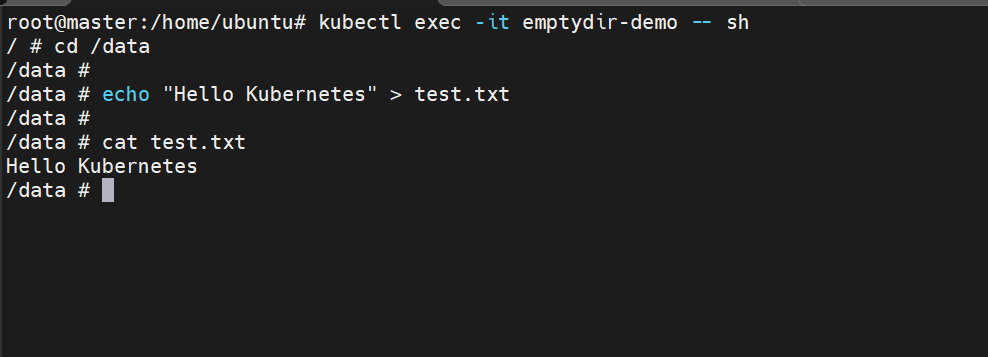 root@master:/home/ubuntu# kubectl exec -it emptydir-demo -- sh
/ # cd /data
/data #
/data # echo "Hello Kubernetes" > test.txt
/data #
/data # cat test.txt
Hello Kubernetes
/data #